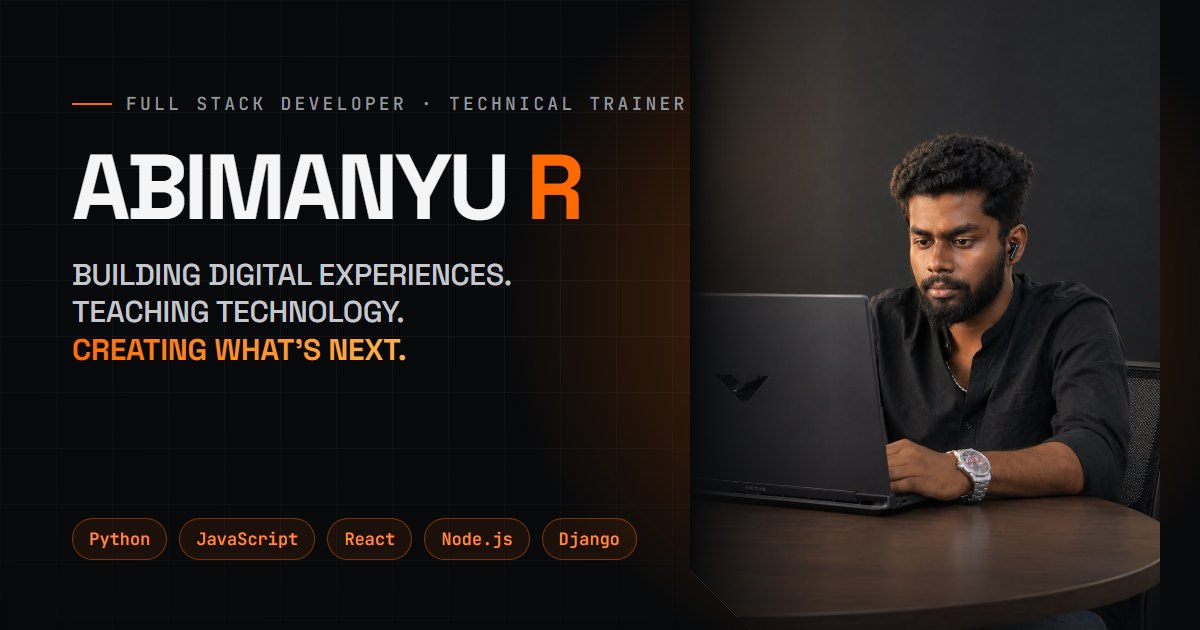 FULL STACK DEVELOPER · TECHNICAL TRAINER
ABIMANYU R
BUILDING DIGITAL EXPERIENCES.
TEACHING TECHNOLOGY.
CREATING WHAT’S NEXT.
Python JavaScript React Node.js Django
VICTUS